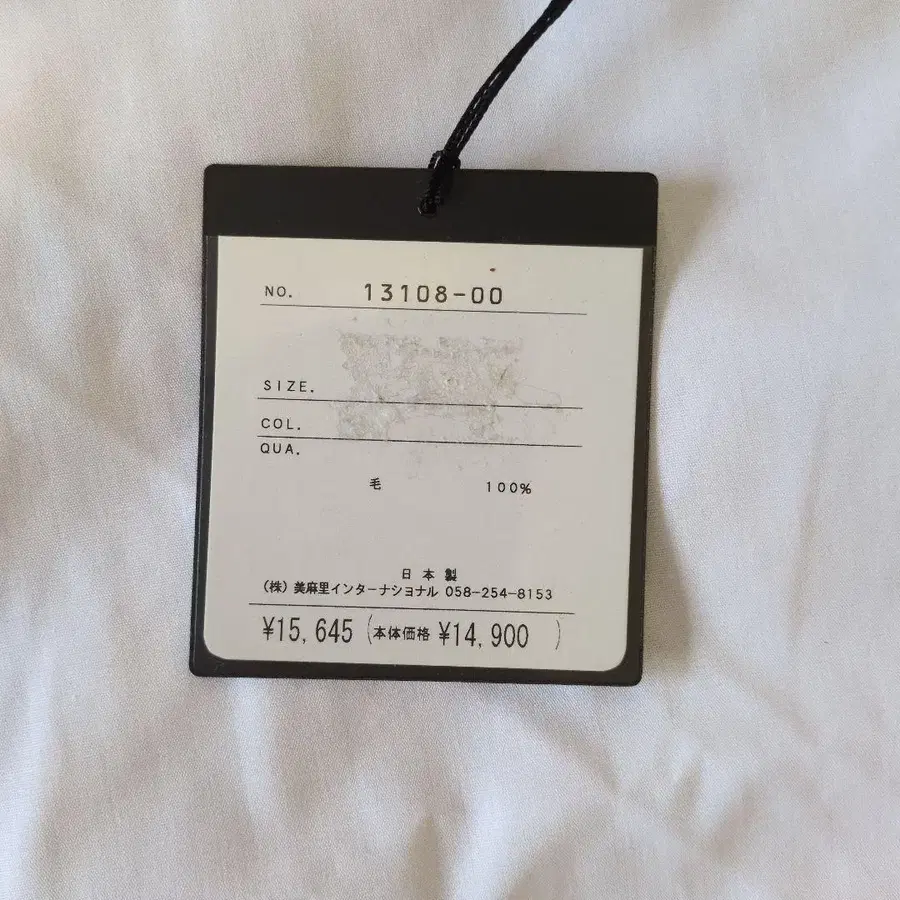 NO. 13108-00
SIZE.
COL.
QUA.
毛 100%
日本製
(株) 美麻里インターナショナル 058-254-8153
¥15,645 (本体価格 ¥14,900 )